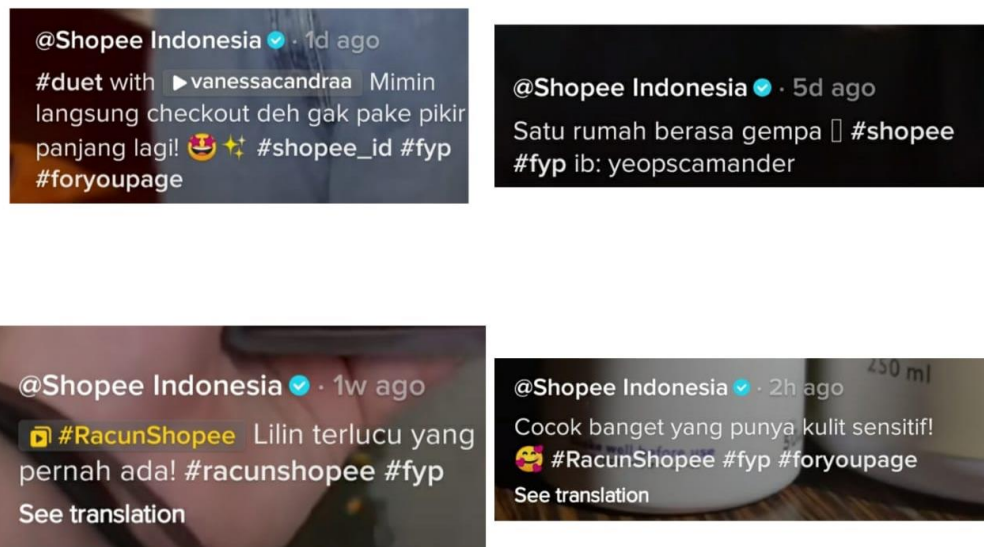 @Shopee Indonesia · 1d ago
#duet with vanessacandraa Mimin
langsung checkout deh gak pake pikir
panjang lagi! 🤩✨ #shopee_id #fyp
#foryoupage
@Shopee Indonesia · 5d ago
Satu rumah berasa gempa #shopee
#fyp ib: yeopscamander
@Shopee Indonesia · 1w ago
#RacunShopee Lilin terlucu yang
pernah ada! #racunshopee #fyp
See translation
250 ml
@Shopee Indonesia · 2h ago
Cocok banget yang punya kulit sensitif!
🥰 #RacunShopee #fyp #foryoupage
See translation